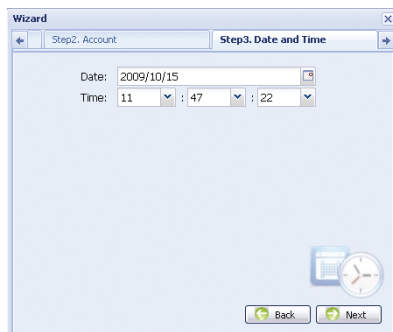 Wizard
Step2. Account
Step3. Date and Time
Date: 2009/10/15
Time: 11 : 47 : 22
Back Next